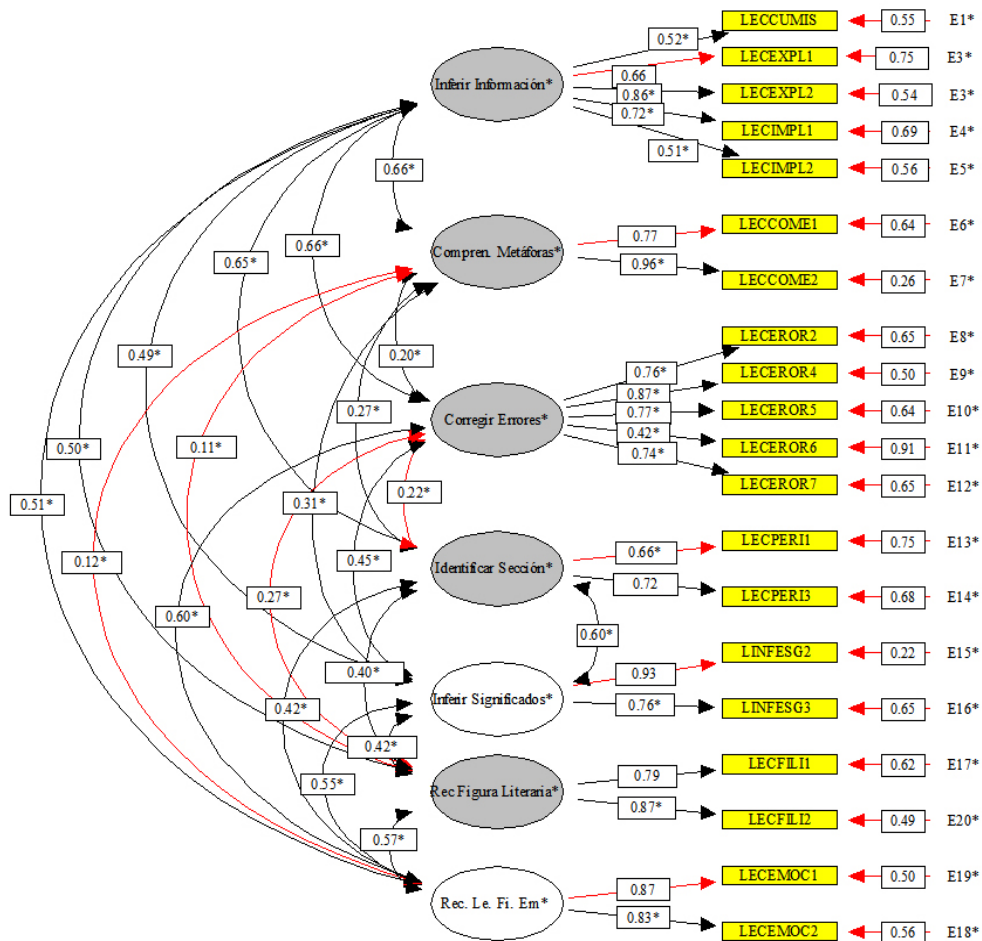 LECCUMIS 0.55 E1*
0.52*
LECEXPL1 0.75 E3*
0.66
Inferir Información*
0.86*
LECEXPL2 0.54 E3*
0.72*
LECIMPL1 0.69 E4*
0.51*
LECIMPL2 0.56 E5*
0.66*
LECCOME1 0.64 E6*
0.77
0.66*
Compren. Metáforas*
0.65*
0.96*
LECCOME2 0.26 E7*
LECEROR2 0.65 E8*
0.49*
0.20*
0.76*
LECEROR4 0.50 E9*
0.87*
0.27*
LECEROR5 0.64 E10*
0.77*
Corregir Errores*
0.42*
0.50*
0.11*
LECEROR6 0.91 E11*
0.74*
LECEROR7 0.65 E12*
0.22*
0.51*
0.31*
LECPERI1 0.75 E13*
0.66*
0.12*
0.45*
Identificar Sección*
0.72
LECPERI3 0.68 E14*
0.27*
0.60*
0.60*
LINFESG2 0.22 E15*
0.40*
0.93
Inferir Significados*
0.76*
LINFESG3 0.65 E16*
0.42*
0.42*
LECFILI1 0.62 E17*
0.79
0.55*
Rec Figura Literaria*
0.87*
LECFILI2 0.49 E20*
0.57*
LECEMOC1 0.50 E19*
0.87
Rec. Le. Fi. Em*
0.83*
LECEMOC2 0.56 E18*